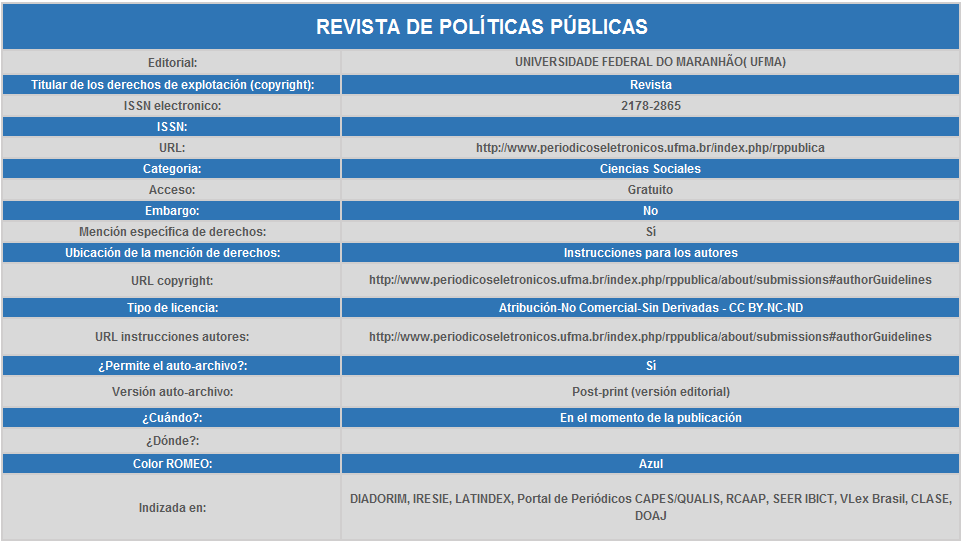 REVISTA DE POLÍTICAS PÚBLICAS
Editorial: UNIVERSIDADE FEDERAL DO MARANHÃO( UFMA)
Titular de los derechos de explotación (copyright): Revista
ISSN electronico: 2178-2865
ISSN:
URL: http://www.periodicoseletronicos.ufma.br/index.php/rppublica
Categoria: Ciencias Sociales
Acceso: Gratuito
Embargo: No
Mención específica de derechos: Sì
Ubicación de la mención de derechos: Instrucciones para los autores
URL copyright: http://www.periodicoseletronicos.ufma.br/index.php/rppublica/about/submissions#authorGuidelines
Tipo de licencia: Atribución-No Comercial-Sin Derivadas - CC BY-NC-ND
URL instrucciones autores: http://www.periodicoseletronicos.ufma.br/index.php/rppublica/about/submissions#authorGuidelines
¿Permite el auto-archivo?: Sì
Versión auto-archivo: Post-print (versión editorial)
¿Cuándo?: En el momento de la publicación
¿Dónde?:
Color ROMEO: Azul
Indizada en: DIADORIM, IRESIE, LATINDEX, Portal de Periódicos CAPES/QUALIS, RCAAP, SEER IBICT, VLex Brasil, CLASE,
DOAJ